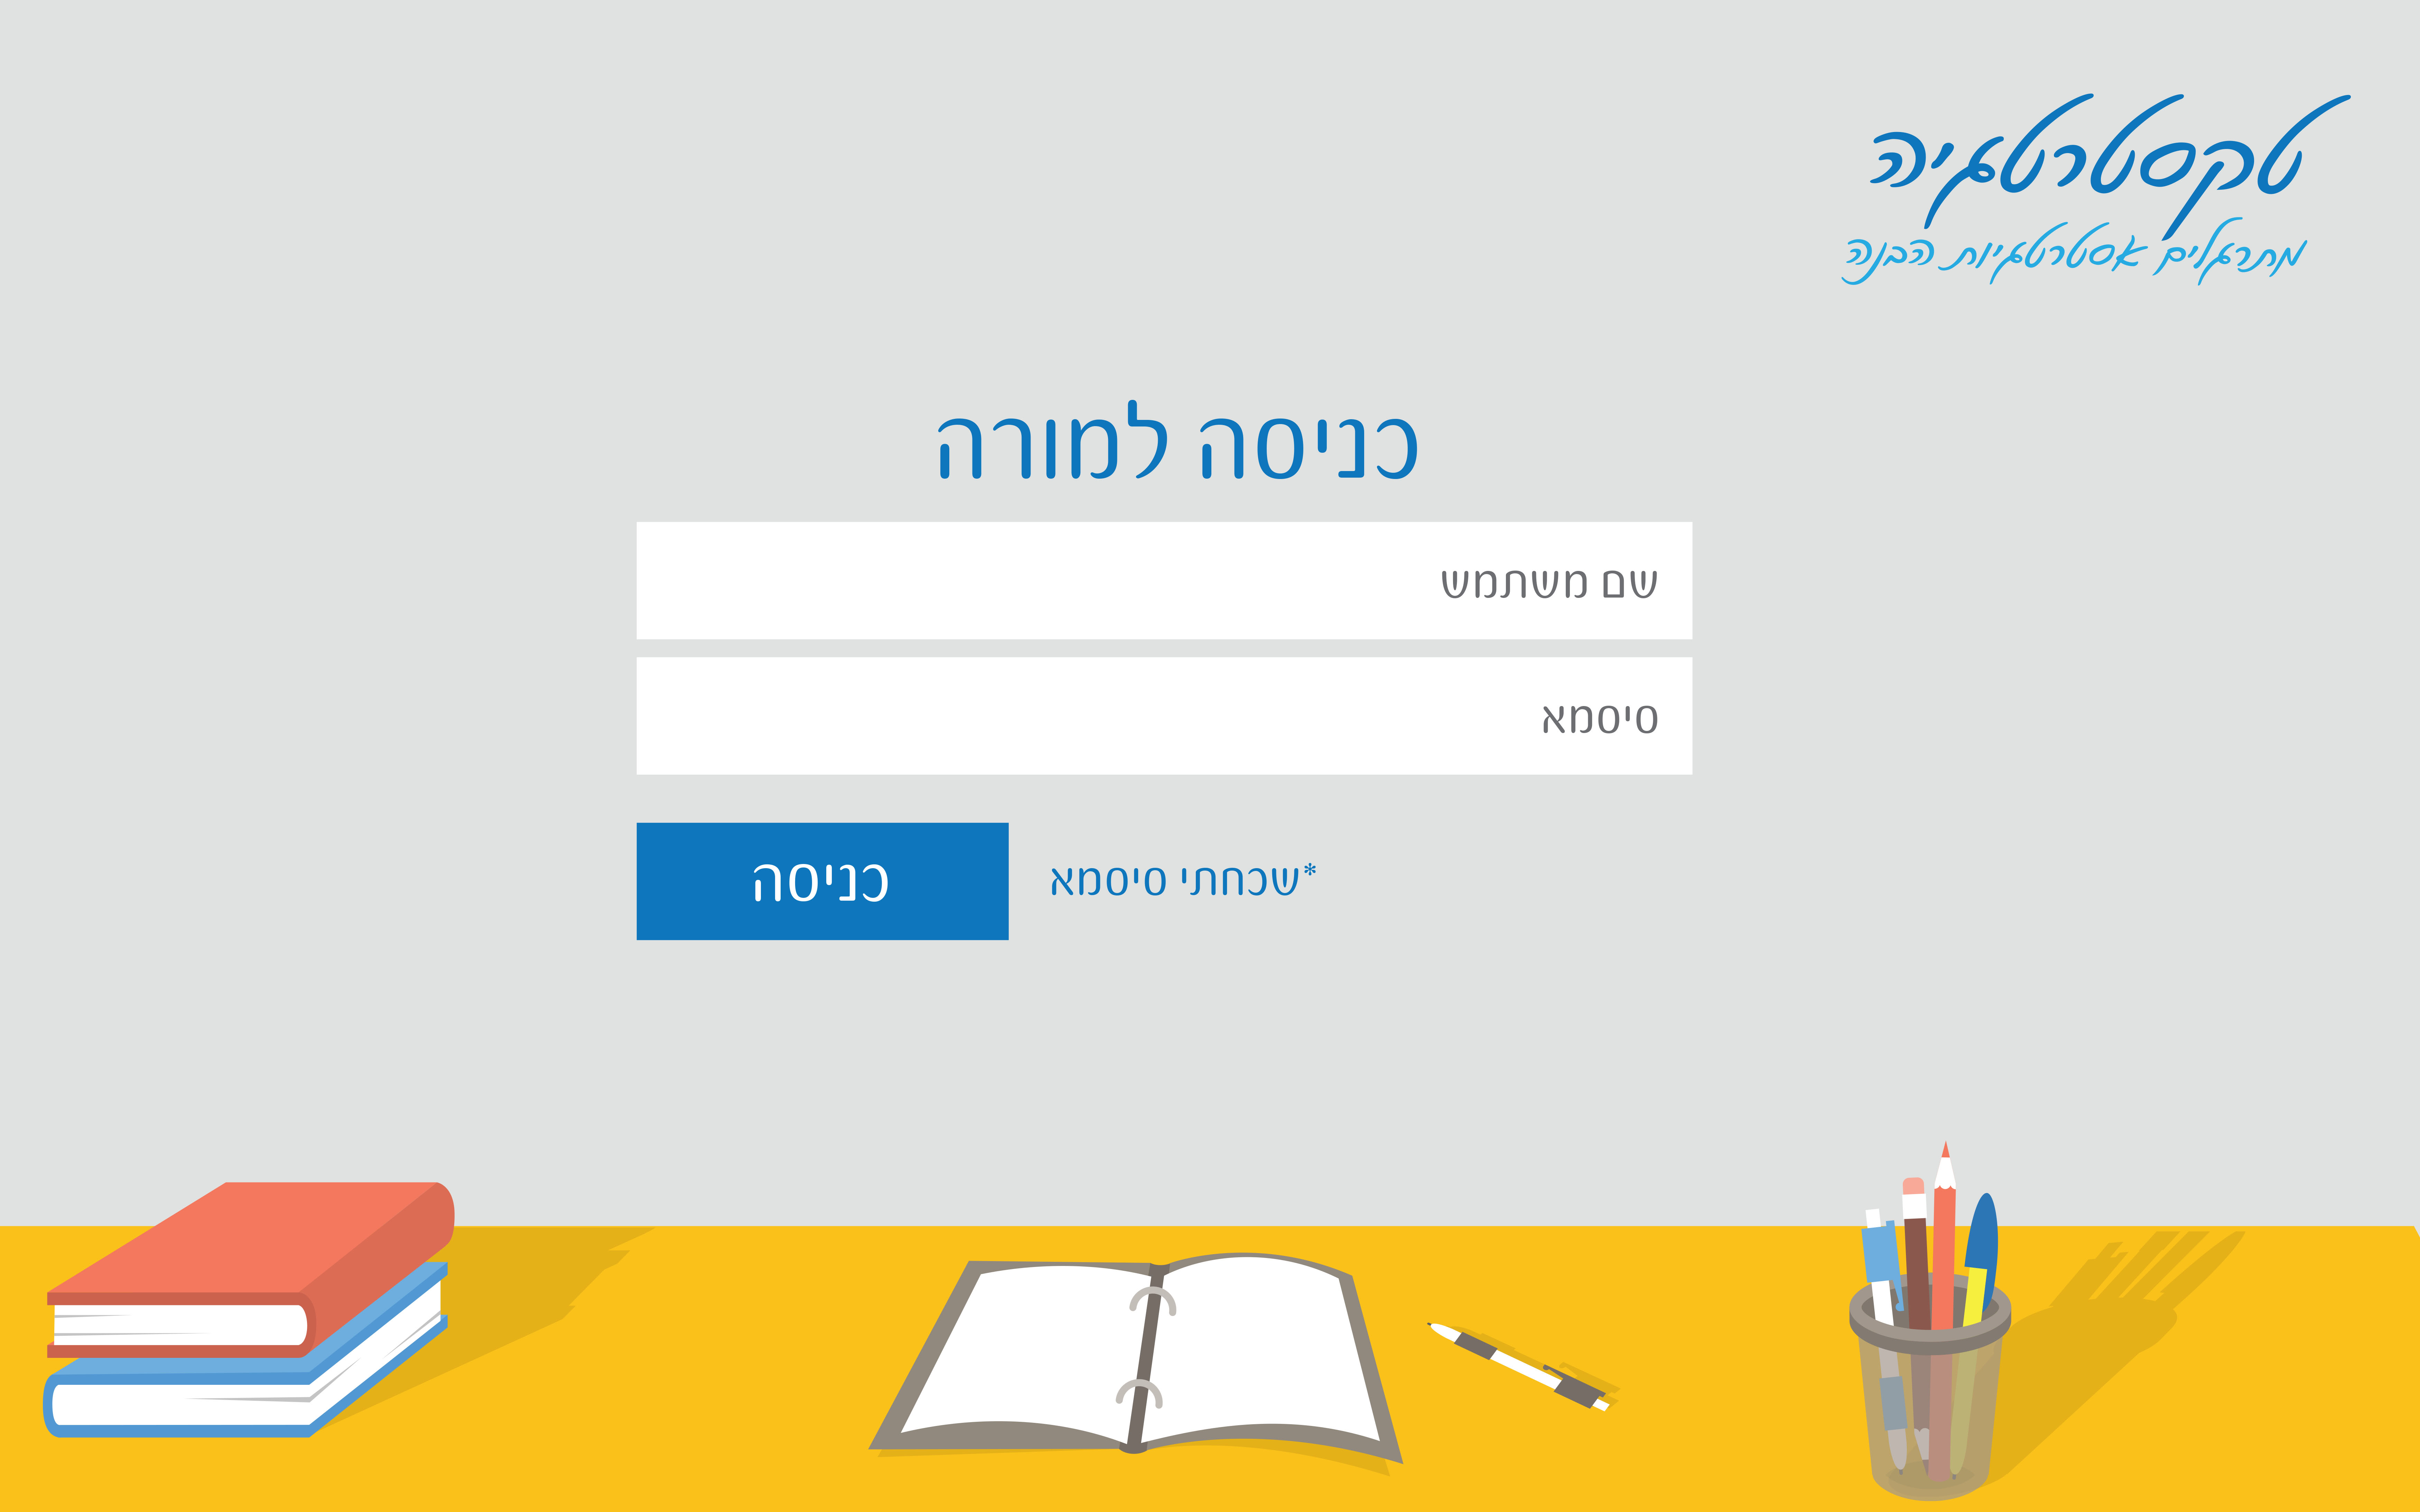 טקסטרטגיה
מתרגלים אסטרטגיות הבנה
כניסה למורה
שם משתמש
סיסמא
*שכחתי סיסמא
כניסה